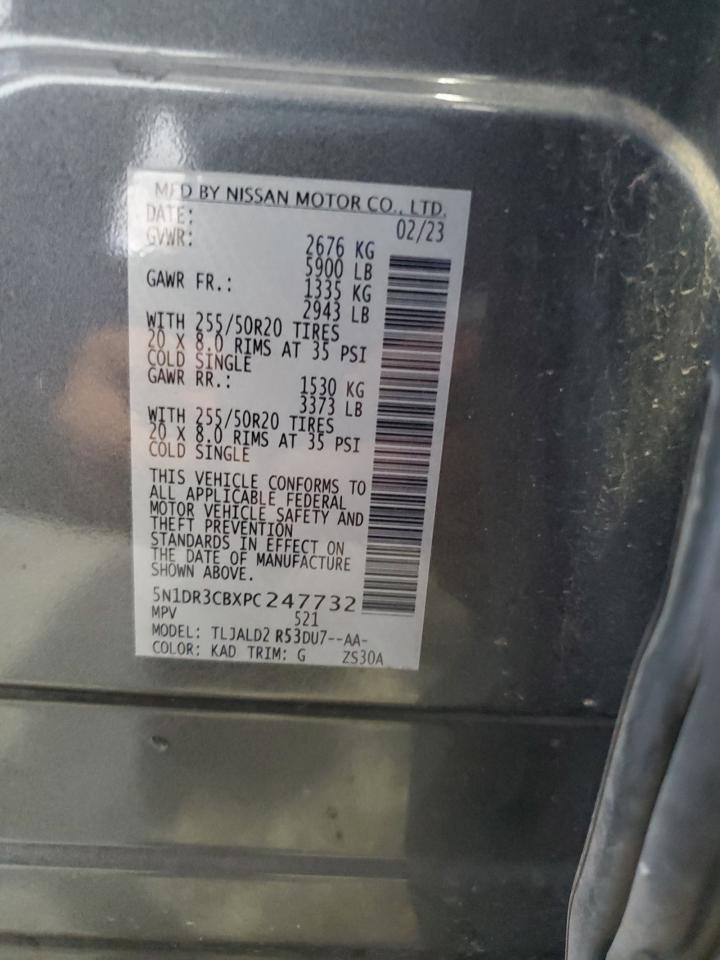 MFD BY NISSAN MOTOR CO., LTD.
DATE: 02/23
GVWR: 2676 KG
5900 LB
GAWR FR.: 1335 KG
2943 LB
WITH 255/50R20 TIRES
20 X 8.0 RIMS AT 35 PSI
COLD SINGLE
GAWR RR.: 1530 KG
3373 LB
WITH 255/50R20 TIRES
20 X 8.0 RIMS AT 35 PSI
COLD SINGLE
THIS VEHICLE CONFORMS TO
ALL APPLICABLE FEDERAL
MOTOR VEHICLE SAFETY AND
THEFT PREVENTION
STANDARDS IN EFFECT ON
THE DATE OF MANUFACTURE
SHOWN ABOVE.
5N1DR3CBXPC247732
MPV 521
MODEL: TLJALD2 R53DU7--AA-
COLOR: KAD TRIM: G ZS30A